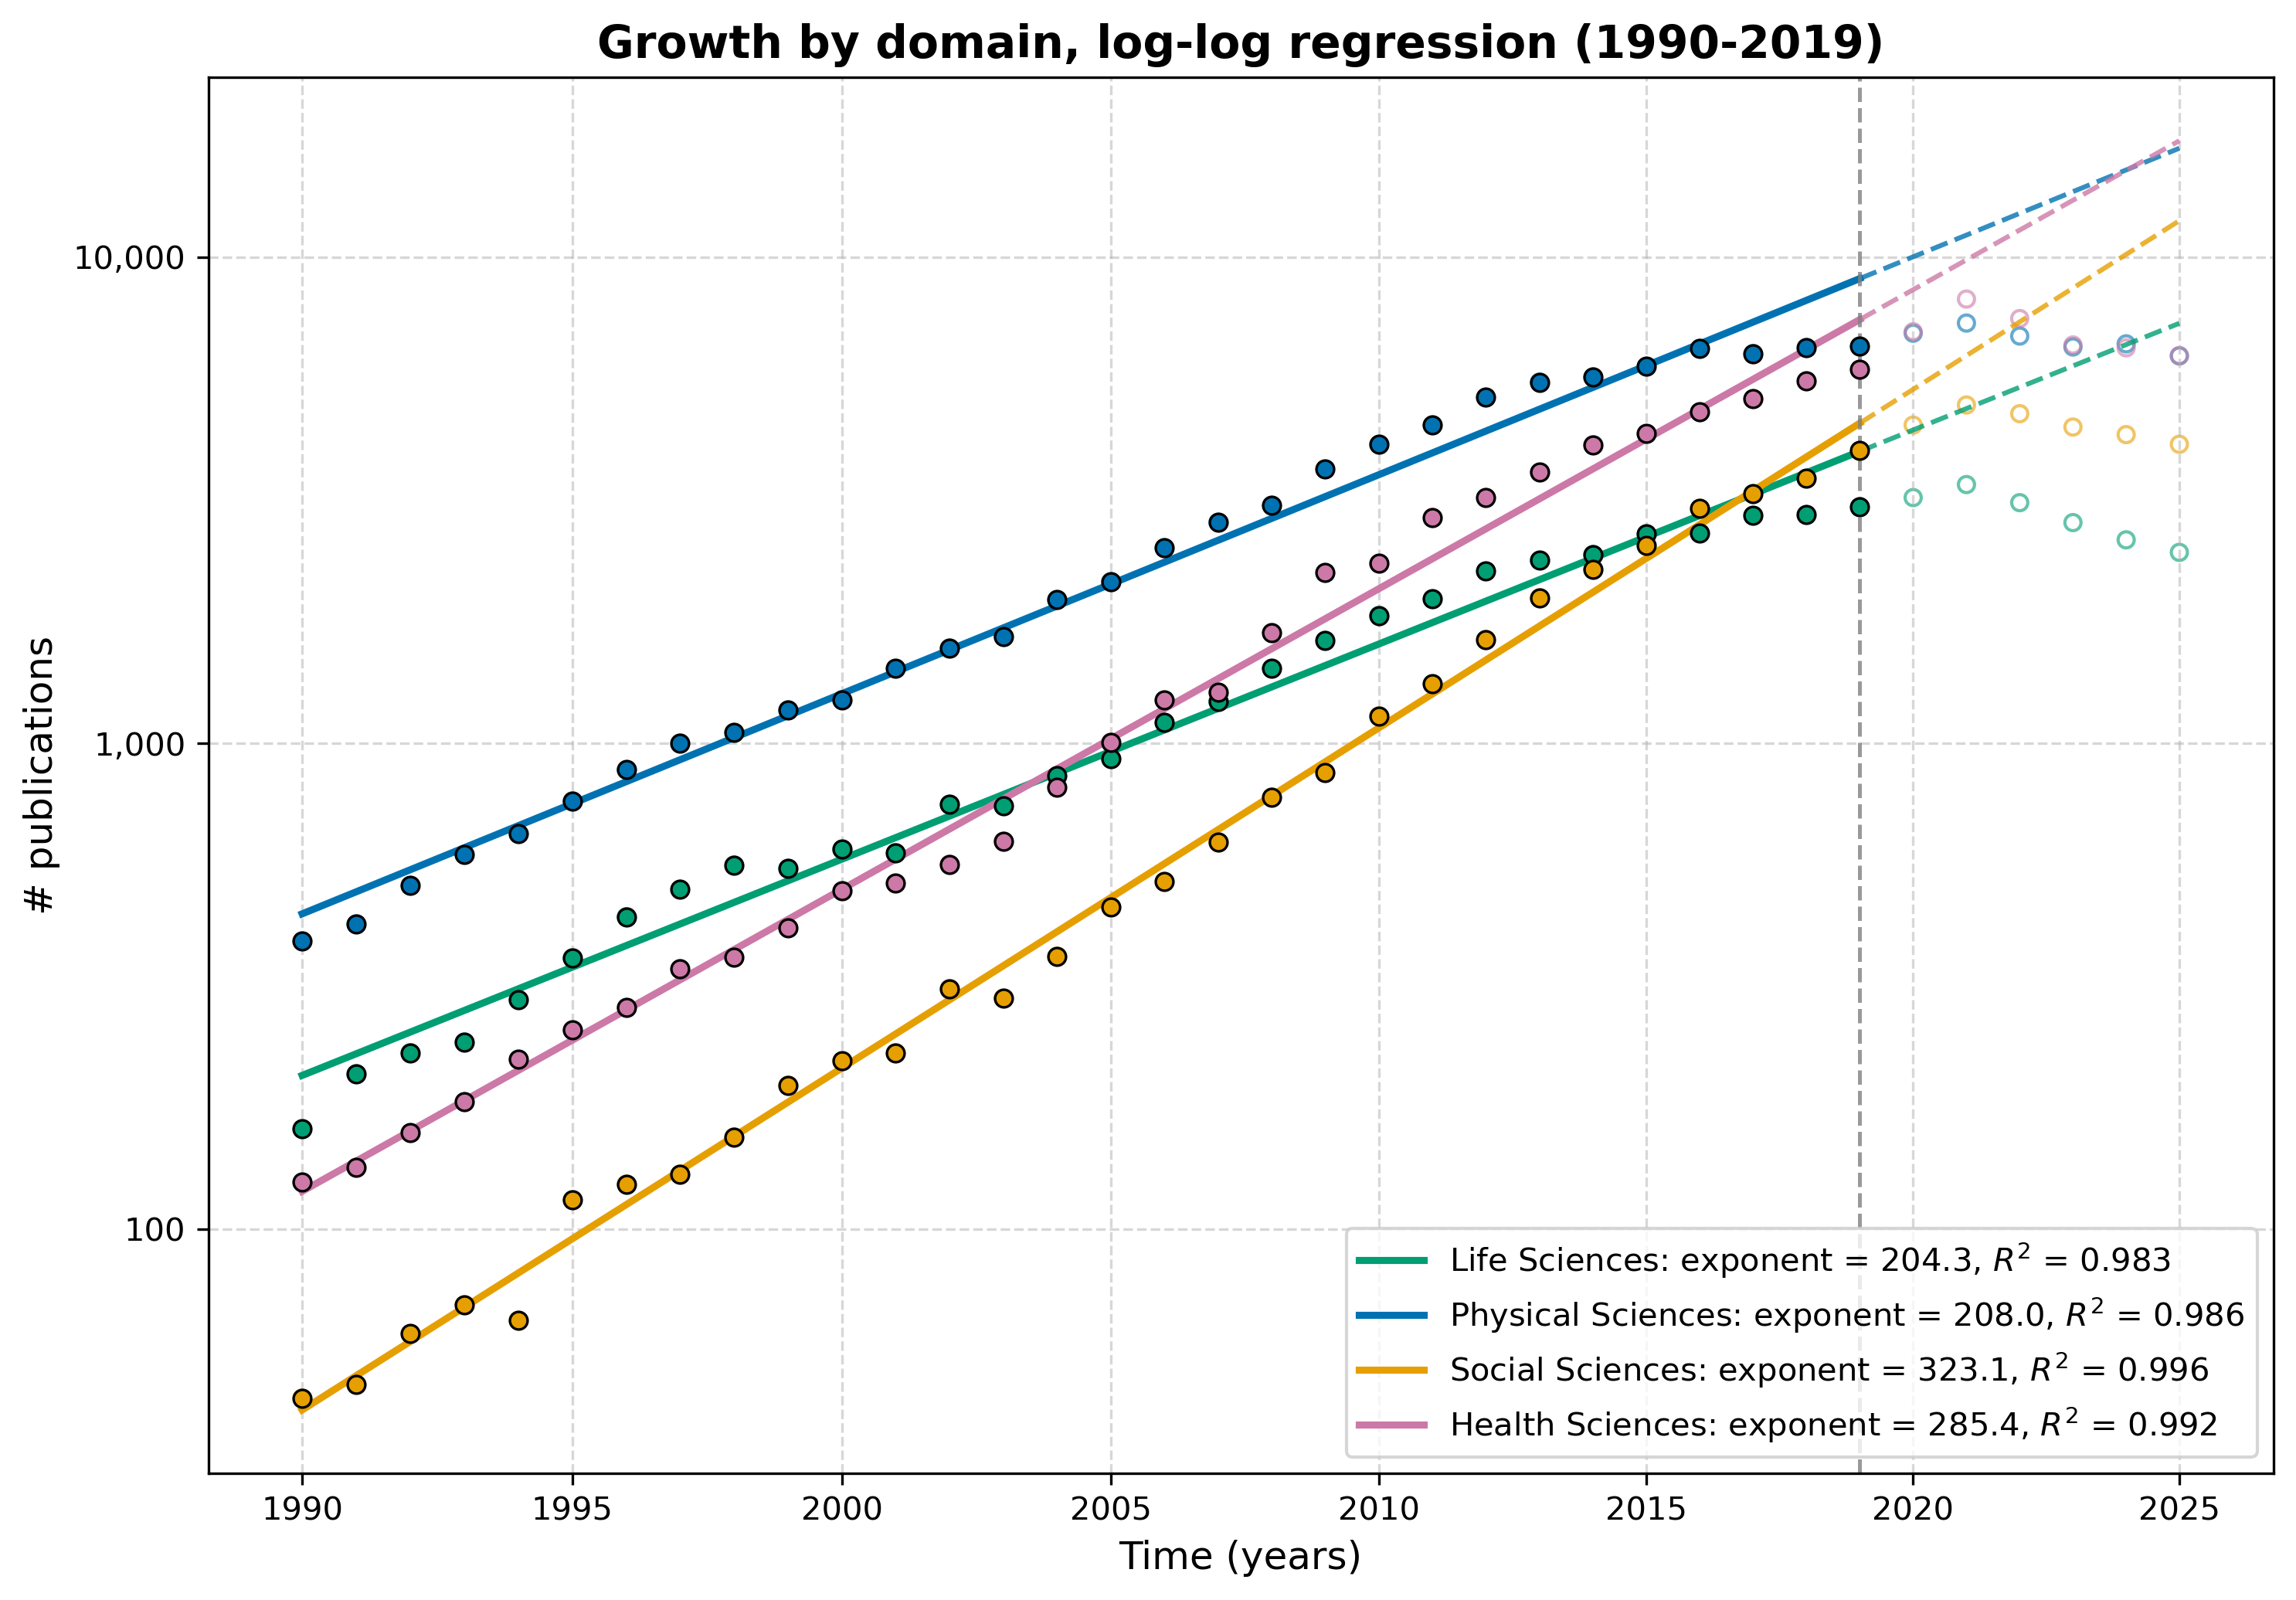 Growth by domain, log-log regression (1990-2019)
10,000
1,000
100
# publications
1990 1995 2000 2005 2010 2015 2020 2025
Time (years)
Life Sciences: exponent = 204.3, R² = 0.983
Physical Sciences: exponent = 208.0, R² = 0.986
Social Sciences: exponent = 323.1, R² = 0.996
Health Sciences: exponent = 285.4, R² = 0.992